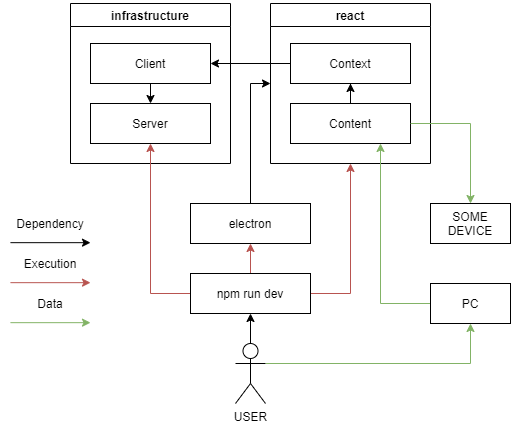 infrastructure
react
Client
Context
Server
Content
Dependency
electron
SOME
DEVICE
Execution
npm run dev
Data
PC
USER